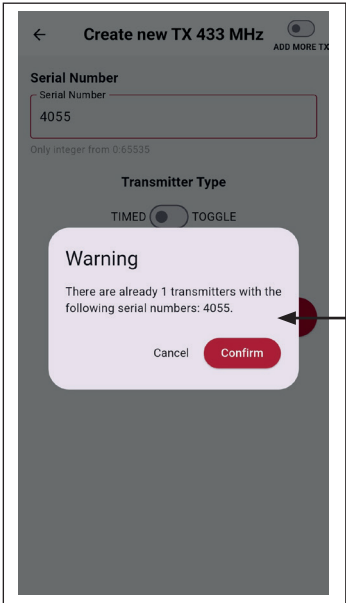 Create new TX 433 MHz
ADD MORE TX
Serial Number
Serial Number
4055
Only integer from 0:65535
Transmitter Type
TIMED TOGGLE
Warning
There are already 1 transmitters with the
following serial numbers: 4055.
Cancel Confirm